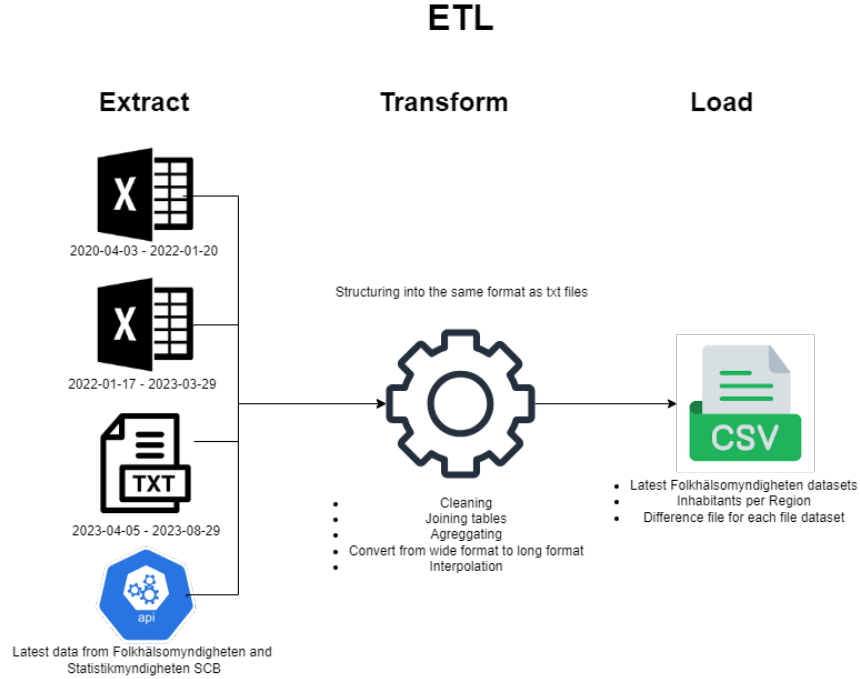 ETL
Extract
Transform
Load
X
2020-04-03 - 2022-01-20
X
2022-01-17 - 2023-03-29
TXT
2023-04-05 - 2023-08-29
api
Latest data from Folkhälsomyndigheten and
Statistikmyndigheten SCB
Structuring into the same format as txt files
• Cleaning
• Joining tables
• Agreggating
• Convert from wide format to long format
• Interpolation
CSV
• Latest Folkhälsomyndigheten datasets
• Inhabitants per Region
• Difference file for each file dataset